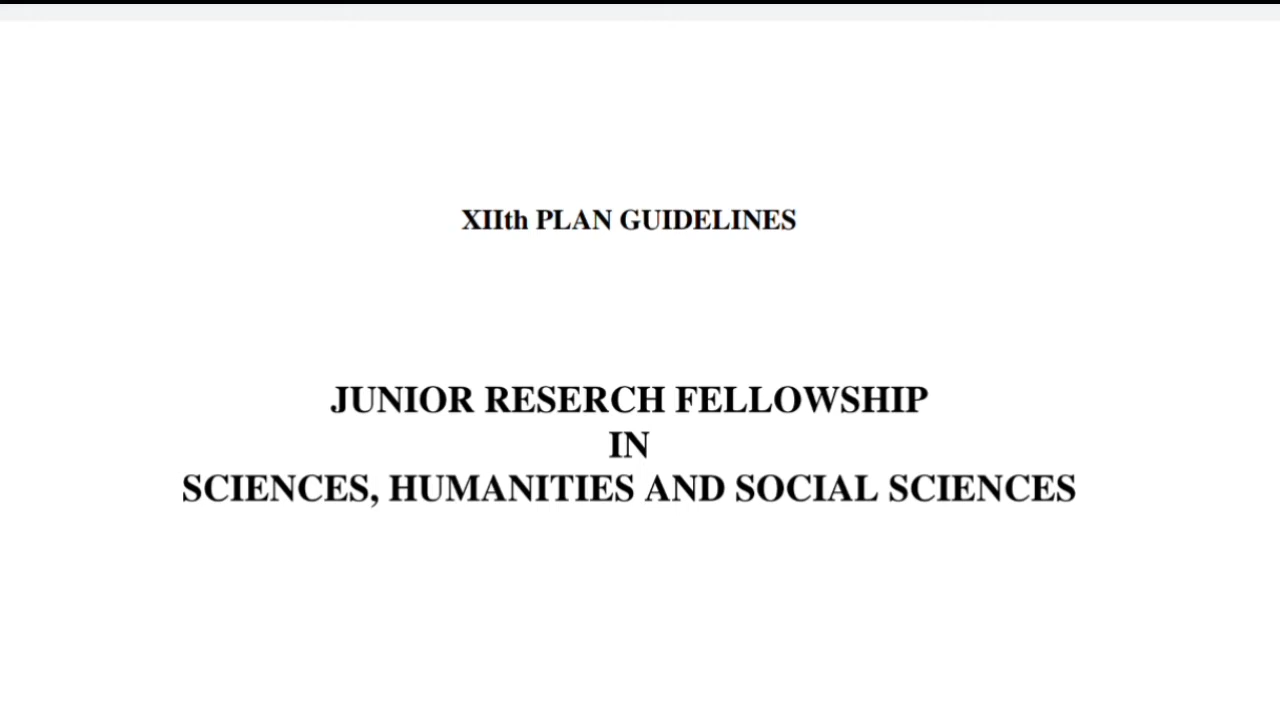 XIIth PLAN GUIDELINES
JUNIOR RESERCH FELLOWSHIP
IN
SCIENCES, HUMANITIES AND SOCIAL SCIENCES